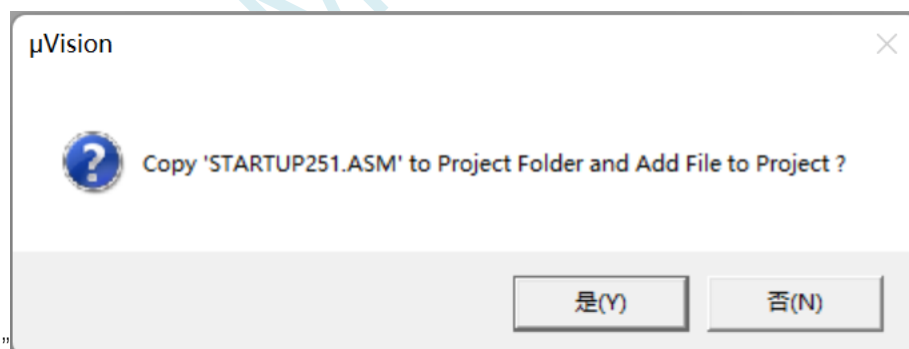 µVision
Copy 'STARTUP251.ASM' to Project Folder and Add File to Project ?
是(Y)
否(N)
”